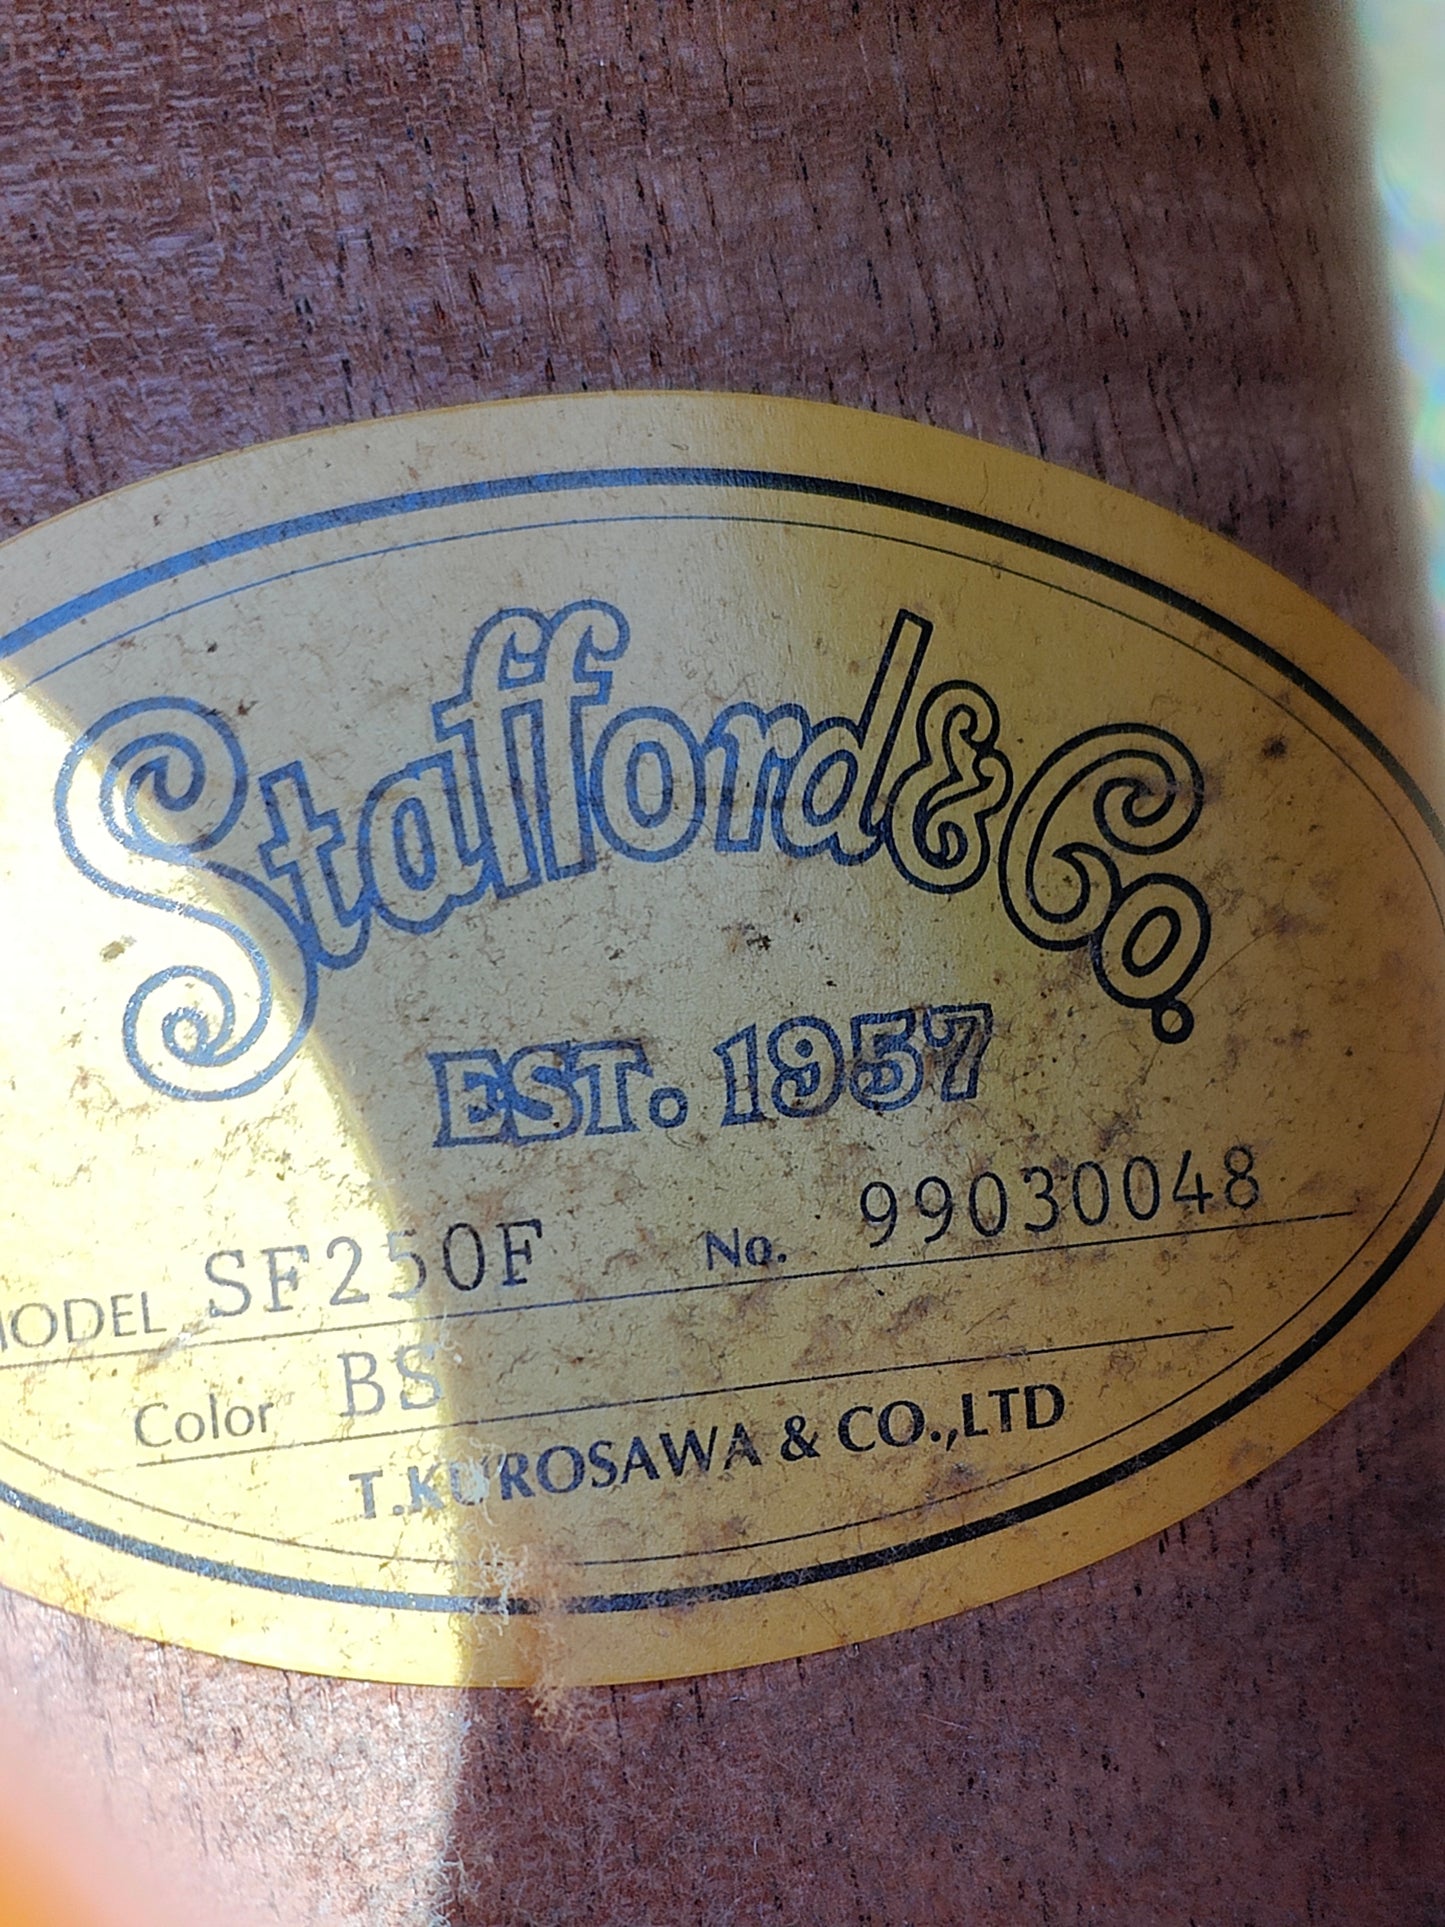 Stafford & Co.
EST. 1957
MODEL SF250F No. 99030048
Color BS
T.KUROSAWA & CO.,LTD